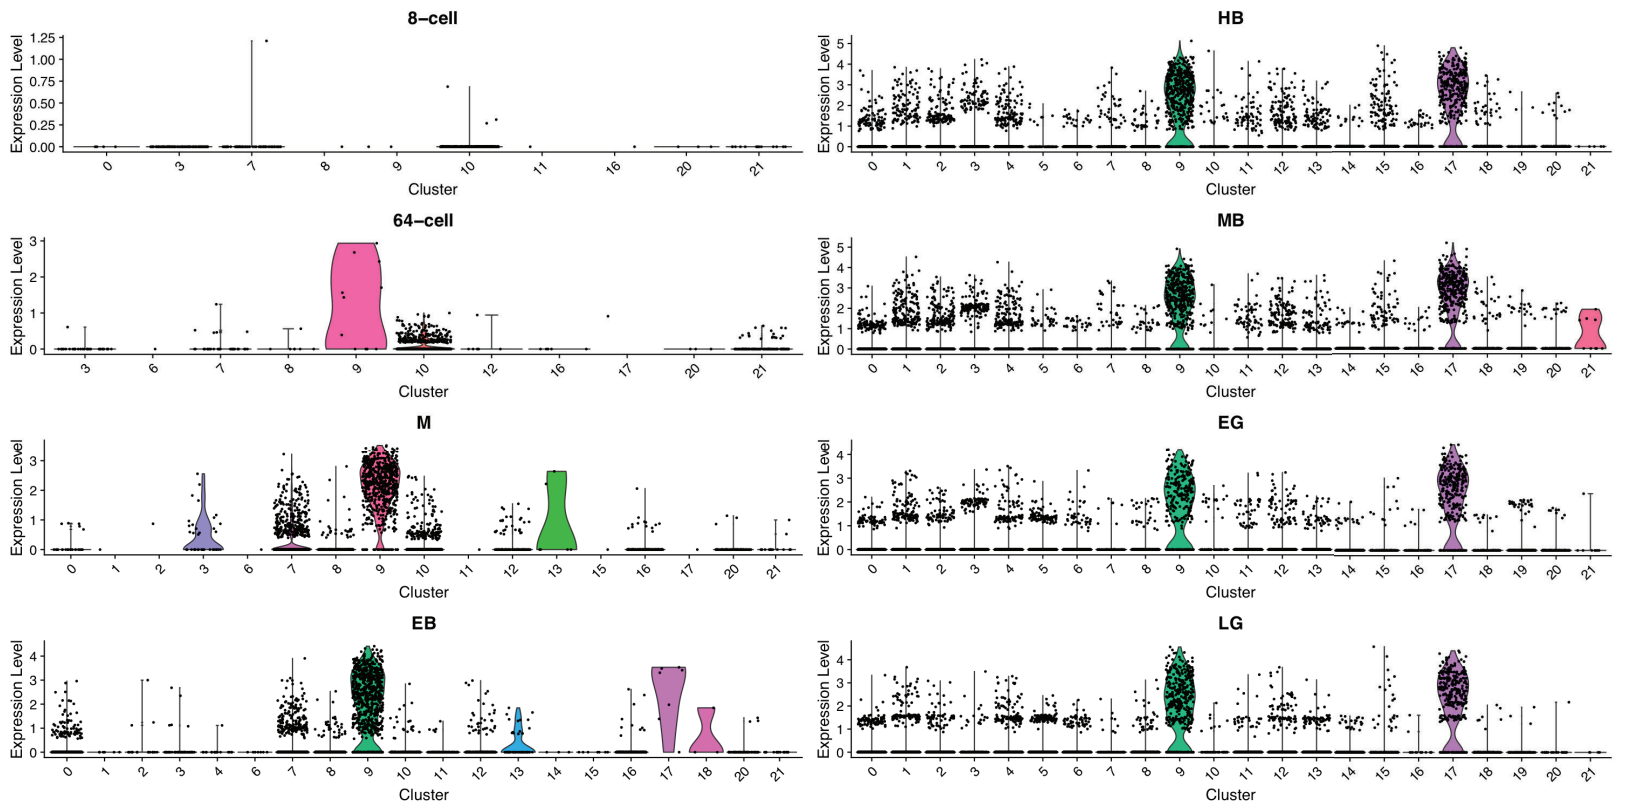 8–cell
Expression Level
1.25
1.00
0.75
0.50
0.25
0.00
0 3 7 8 9 10 11 16 20 21
Cluster
HB
Expression Level
5
4
3
2
1
0
0 1 2 3 4 5 6 7 8 9 10 11 12 13 14 15 16 17 18 19 20 21
Cluster
64–cell
Expression Level
3
2
1
0
3 6 7 8 9 10 12 16 17 20 21
Cluster
MB
Expression Level
5
4
3
2
1
0
0 1 2 3 4 5 6 7 8 9 10 11 12 13 14 15 16 17 18 19 20 21
Cluster
M
Expression Level
3
2
1
0
0 1 2 3 6 7 8 9 10 11 12 13 15 16 17 20 21
Cluster
EG
Expression Level
4
3
2
1
0
0 1 2 3 4 5 6 7 8 9 10 11 12 13 14 15 16 17 18 19 20 21
Cluster
EB
Expression Level
4
3
2
1
0
0 1 2 3 4 6 7 8 9 10 11 12 13 14 15 16 17 18 20 21
Cluster
LG
Expression Level
4
3
2
1
0
0 1 2 3 4 5 6 7 8 9 10 11 12 13 14 15 16 17 18 19 20 21
Cluster